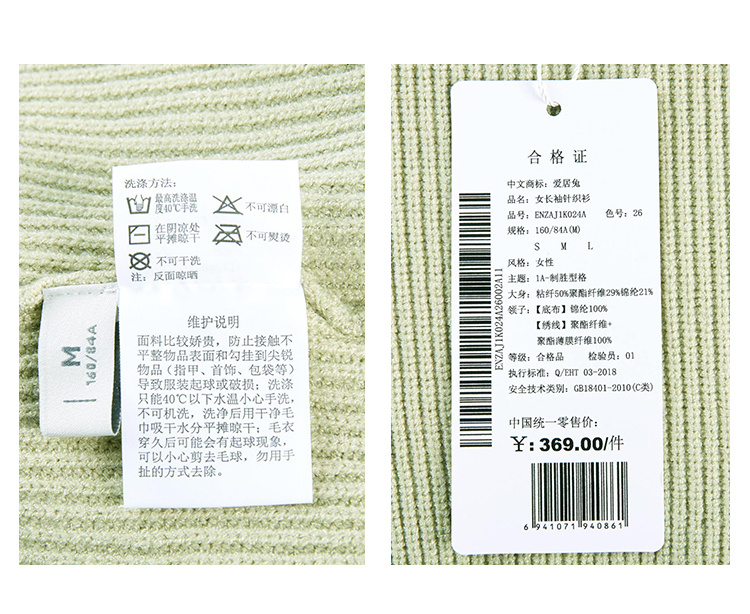 洗涤方法:
最高洗涤温
度40℃手洗
不可漂白
在阴凉处
平摊晾干
不可熨烫
不可干洗
注: 反面晾晒
维护说明
面料比较娇贵, 防止接触不
平整物品表面和勾挂到尖锐
物品 (指甲、首饰、包袋等)
导致服装起球或破损; 洗涤
只能40℃以下水温小心手洗,
不可机洗, 洗净后用干净毛
巾吸干水分平摊晾干; 毛衣
穿久后可能会有起球现象,
可以小心剪去毛球, 勿用手
扯的方式去除。
M
160/84A
合格证
中文商标: 爱居兔
品名: 女长袖针织衫
品号: ENZAJ1K024A 色号: 26
规格: 160/84A(M)
S M L
风格: 女性
主题: 1A-制胜型格
大身: 粘纤50%聚酯纤维29%锦纶21%
领子: 【底布】锦纶100%
【绣线】聚酯纤维+
聚酯薄膜纤维100%
等级: 合格品 检验员: 01
执行标准: Q/EHT 03-2018
安全技术类别: GB18401-2010(C类)
中国统一零售价:
¥: 369.00/件
6 941071 940861
ENZAJ1K024A26002A11